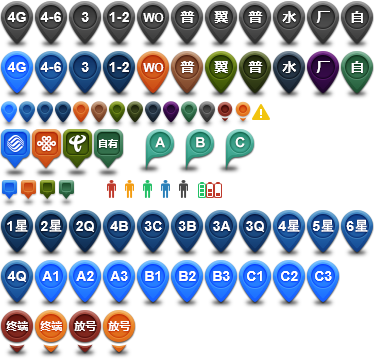 4G 4-6 3 1-2 WO 普 翼 普 水 厂 自
4G 4-6 3 1-2 WO 普 翼 普 水 厂 自
自有 A B C
1星 2星 2Q 4B 3C 3B 3A 3Q 4星 5星 6星
4Q A1 A2 A3 B1 B2 B3 C1 C2 C3
终端 终端 放号 放号